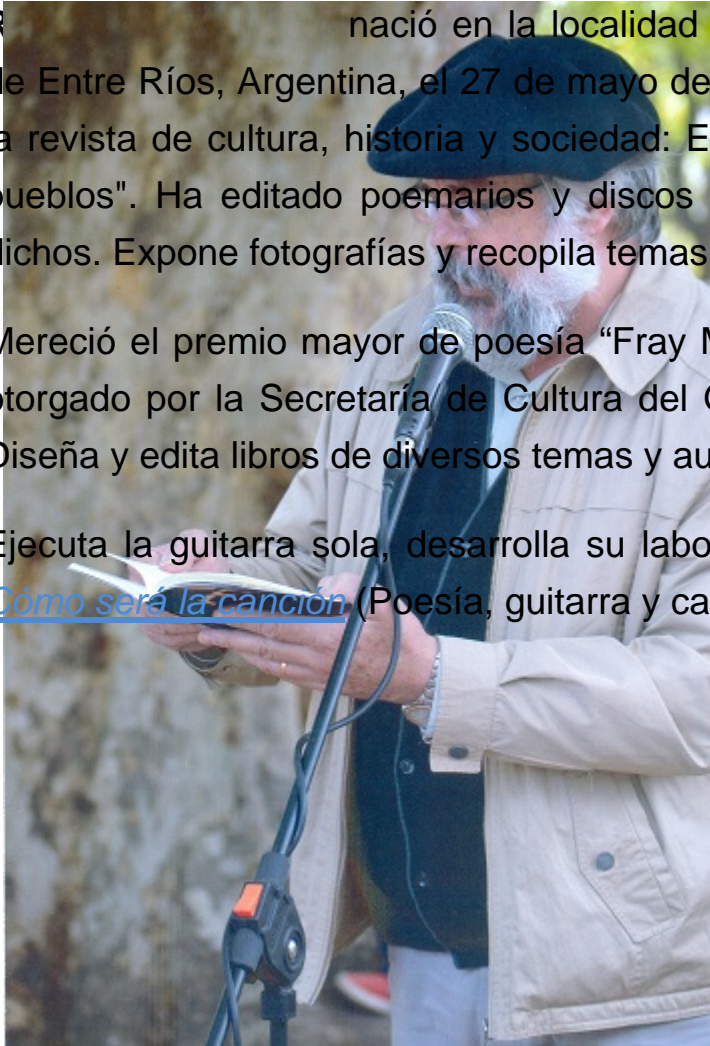 nació en la localidad
de Entre Ríos, Argentina, el 27 de mayo de
a revista de cultura, historia y sociedad: E
pueblos". Ha editado poemarios y discos
dichos. Expone fotografías y recopila temas
Mereció el premio mayor de poesía “Fray M
otorgado por la Secretaría de Cultura del
Diseña y edita libros de diversos temas y au
Ejecuta la guitarra sola, desarrolla su labo
Cómo será la canción (Poesía, guitarra y ca